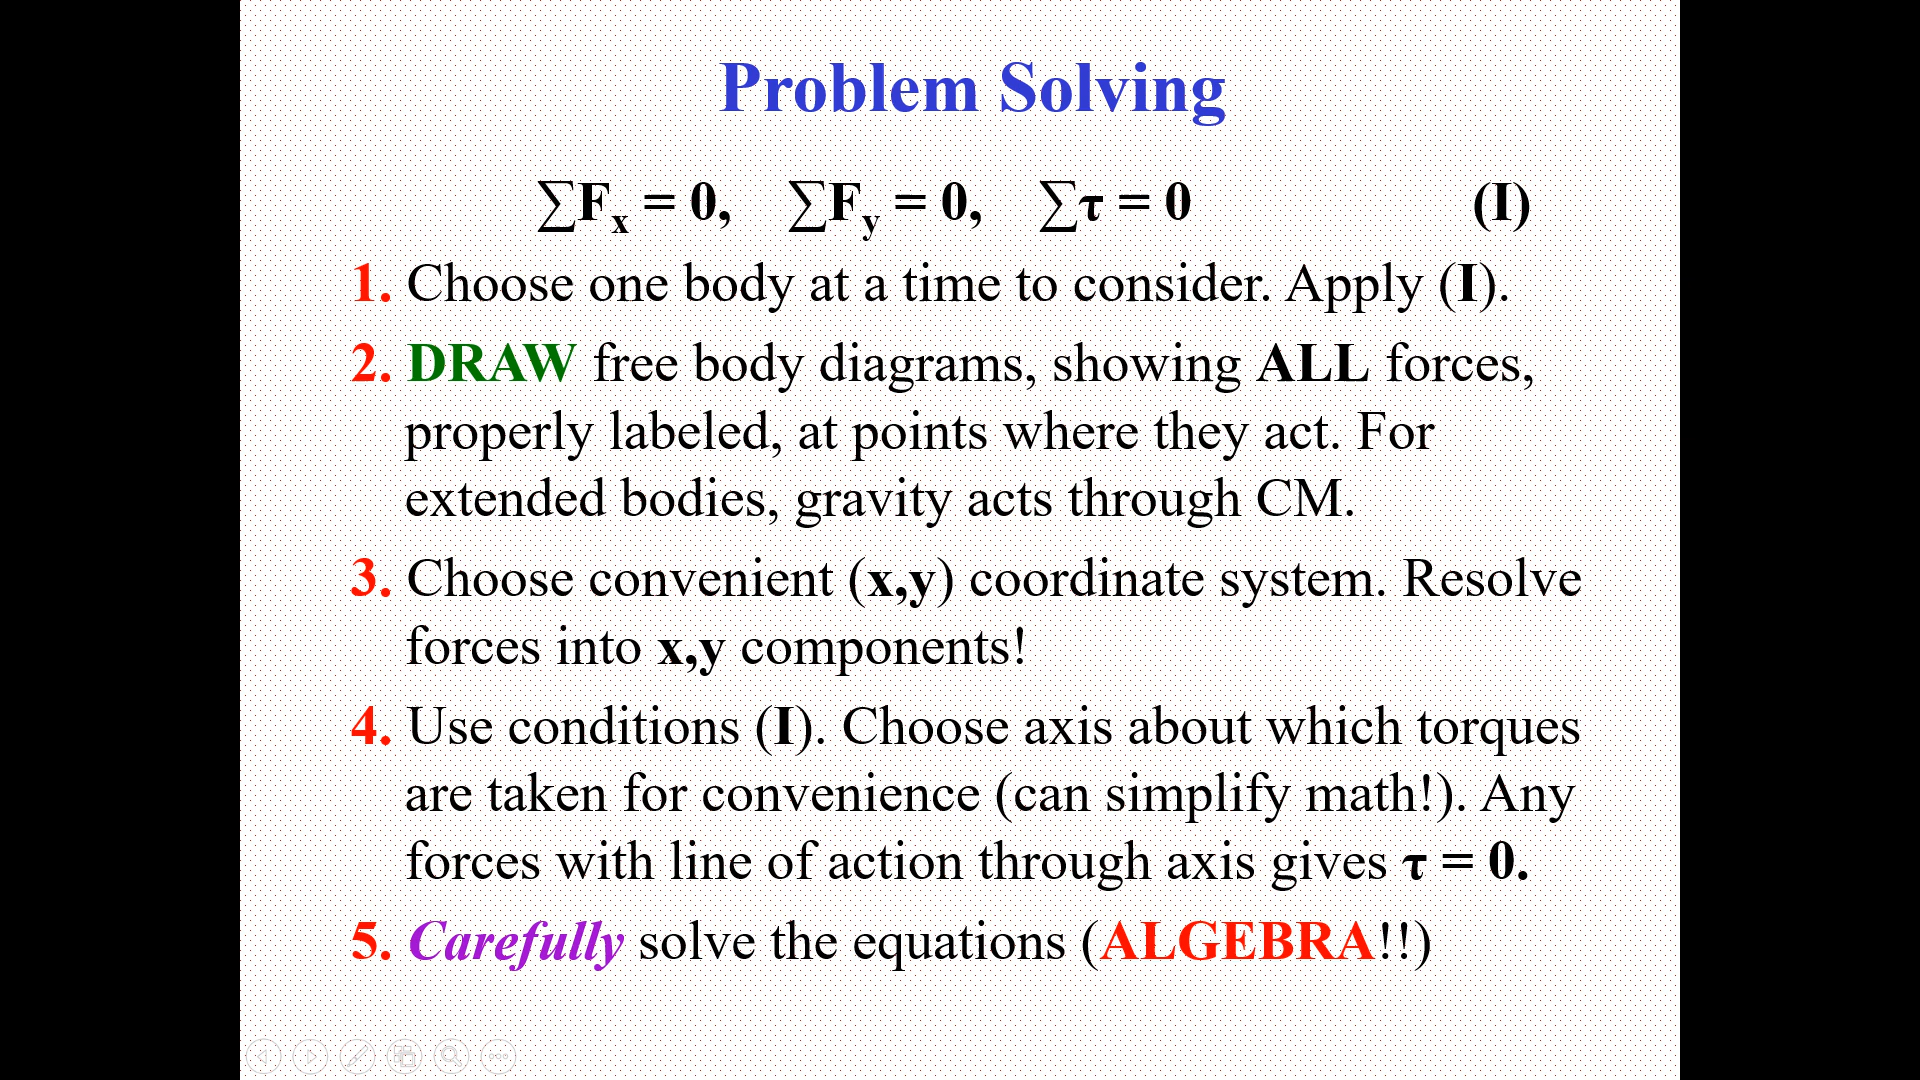 Problem Solving
∑Fx = 0, ∑Fy = 0, ∑τ = 0 (I)
1. Choose one body at a time to consider. Apply (I).
2. DRAW free body diagrams, showing ALL forces,
properly labeled, at points where they act. For
extended bodies, gravity acts through CM.
3. Choose convenient (x,y) coordinate system. Resolve
forces into x,y components!
4. Use conditions (I). Choose axis about which torques
are taken for convenience (can simplify math!). Any
forces with line of action through axis gives τ = 0.
5. Carefully solve the equations (ALGEBRA!!)